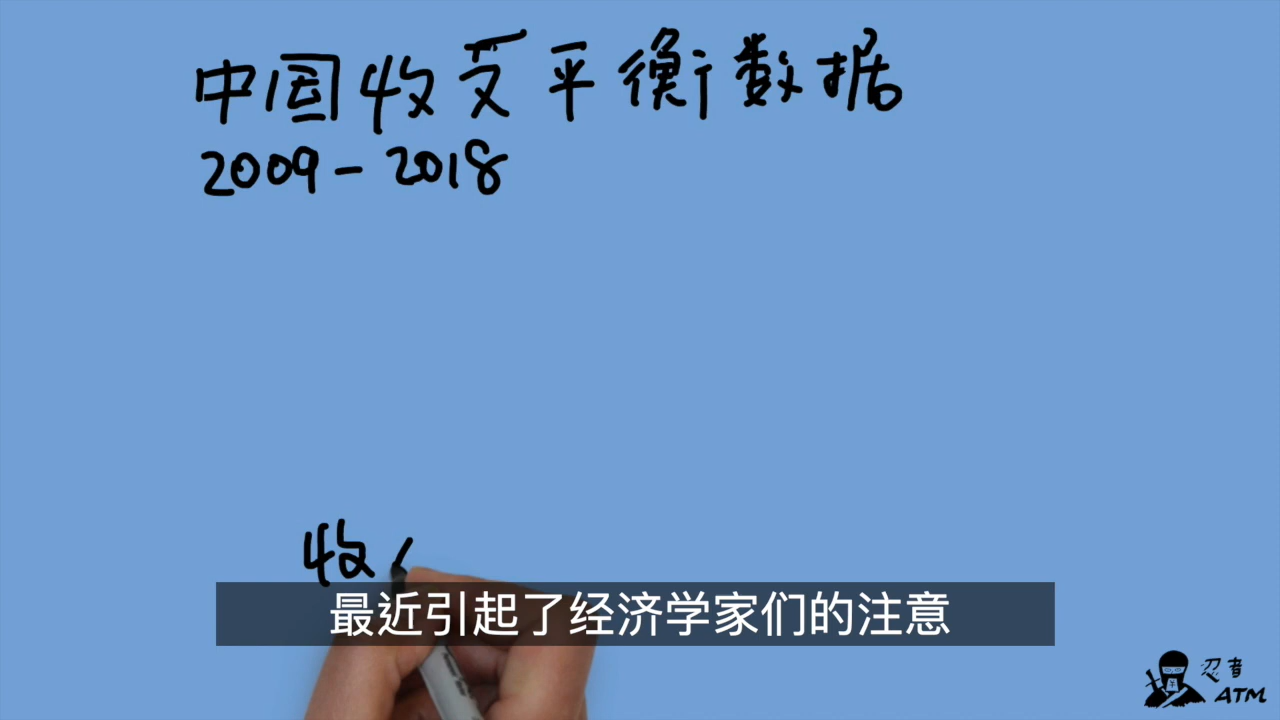 中国收支平衡数据
2009-2018
收
最近引起了经济学家们的注意
忍者
ATM